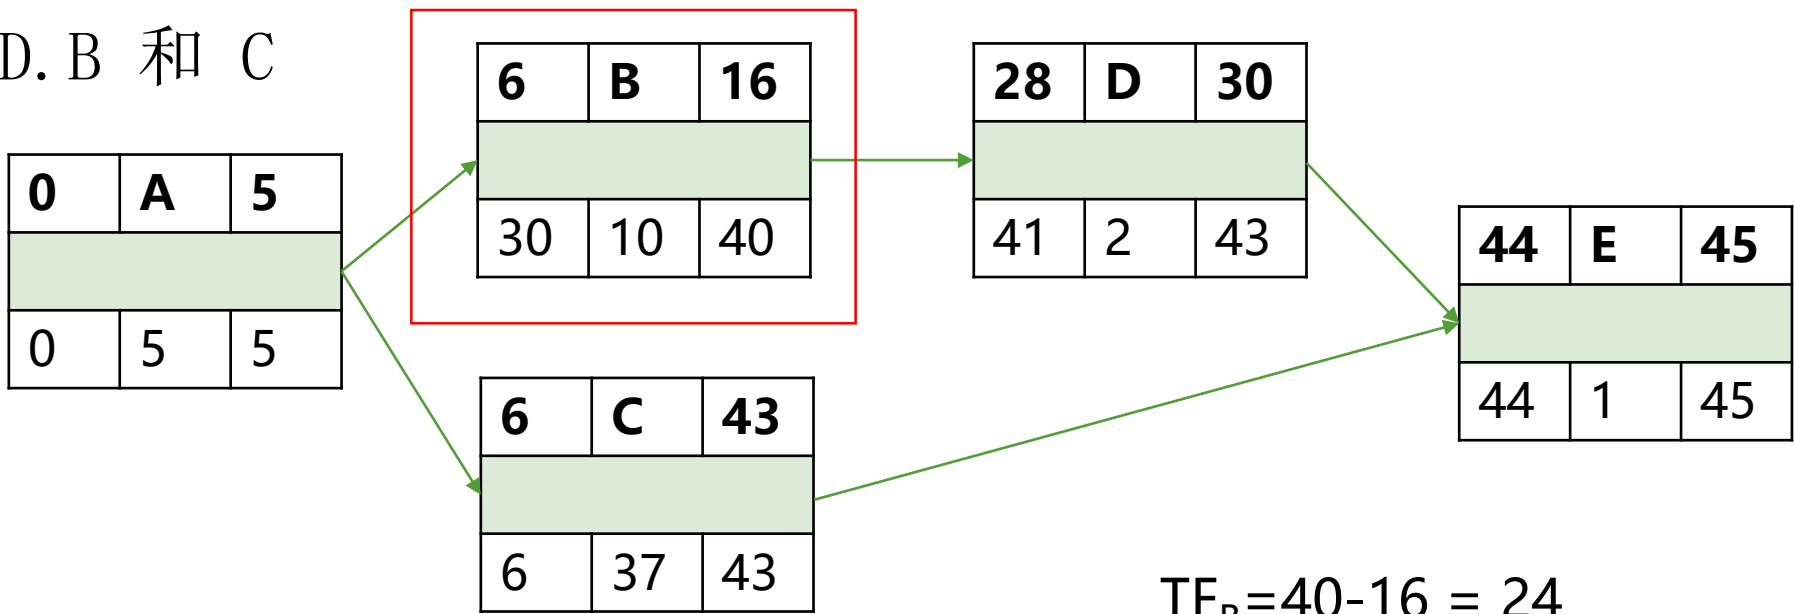 D. B 和 C
6 B 16
30 10 40
28 D 30
41 2 43
0 A 5
0 5 5
44 E 45
44 1 45
6 C 43
6 37 43
TF_B=40-16 = 24